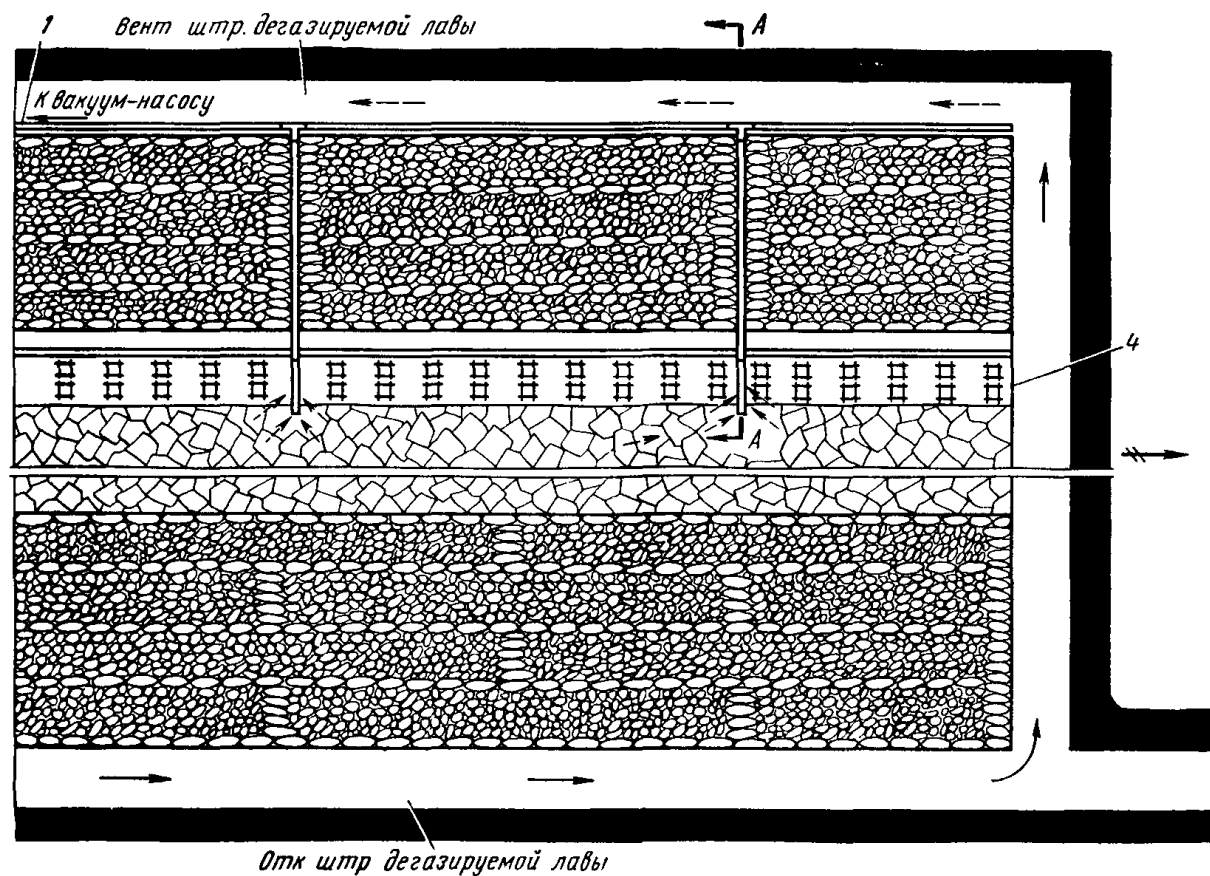 1 Вент штр. дегазируемой лавы A
К вакуум-насосу
4
A
Отк штр дегазируемой лавы